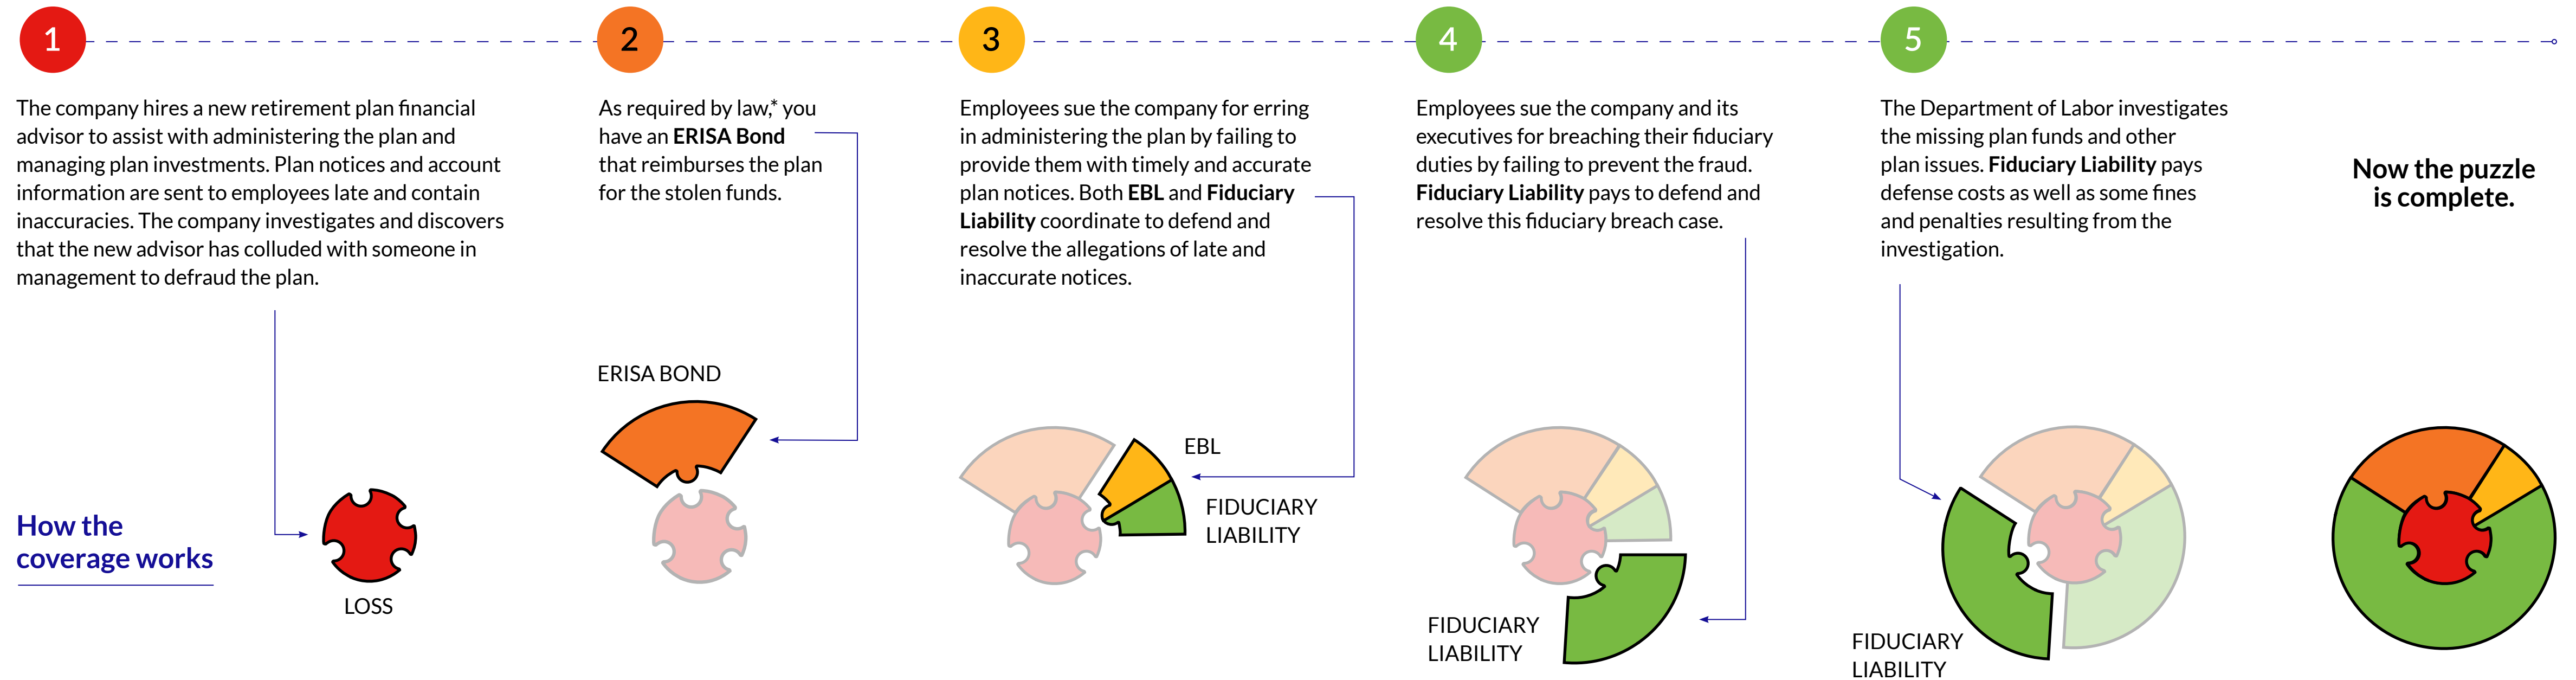 1
The company hires a new retirement plan financial
advisor to assist with administering the plan and
managing plan investments. Plan notices and account
information are sent to employees late and contain
inaccuracies. The company investigates and discovers
that the new advisor has colluded with someone in
management to defraud the plan.
LOSS
How the
coverage works
2
As required by law,* you
have an ERISA Bond
that reimburses the plan
for the stolen funds.
ERISA BOND
3
Employees sue the company for erring
in administering the plan by failing to
provide them with timely and accurate
plan notices. Both EBL and Fiduciary
Liability coordinate to defend and
resolve the allegations of late and
inaccurate notices.
EBL
FIDUCIARY
LIABILITY
4
Employees sue the company and its
executives for breaching their fiduciary
duties by failing to prevent the fraud.
Fiduciary Liability pays to defend and
resolve this fiduciary breach case.
FIDUCIARY
LIABILITY
5
The Department of Labor investigates
the missing plan funds and other
plan issues. Fiduciary Liability pays
defense costs as well as some fines
and penalties resulting from the
investigation.
FIDUCIARY
LIABILITY
Now the puzzle
is complete.